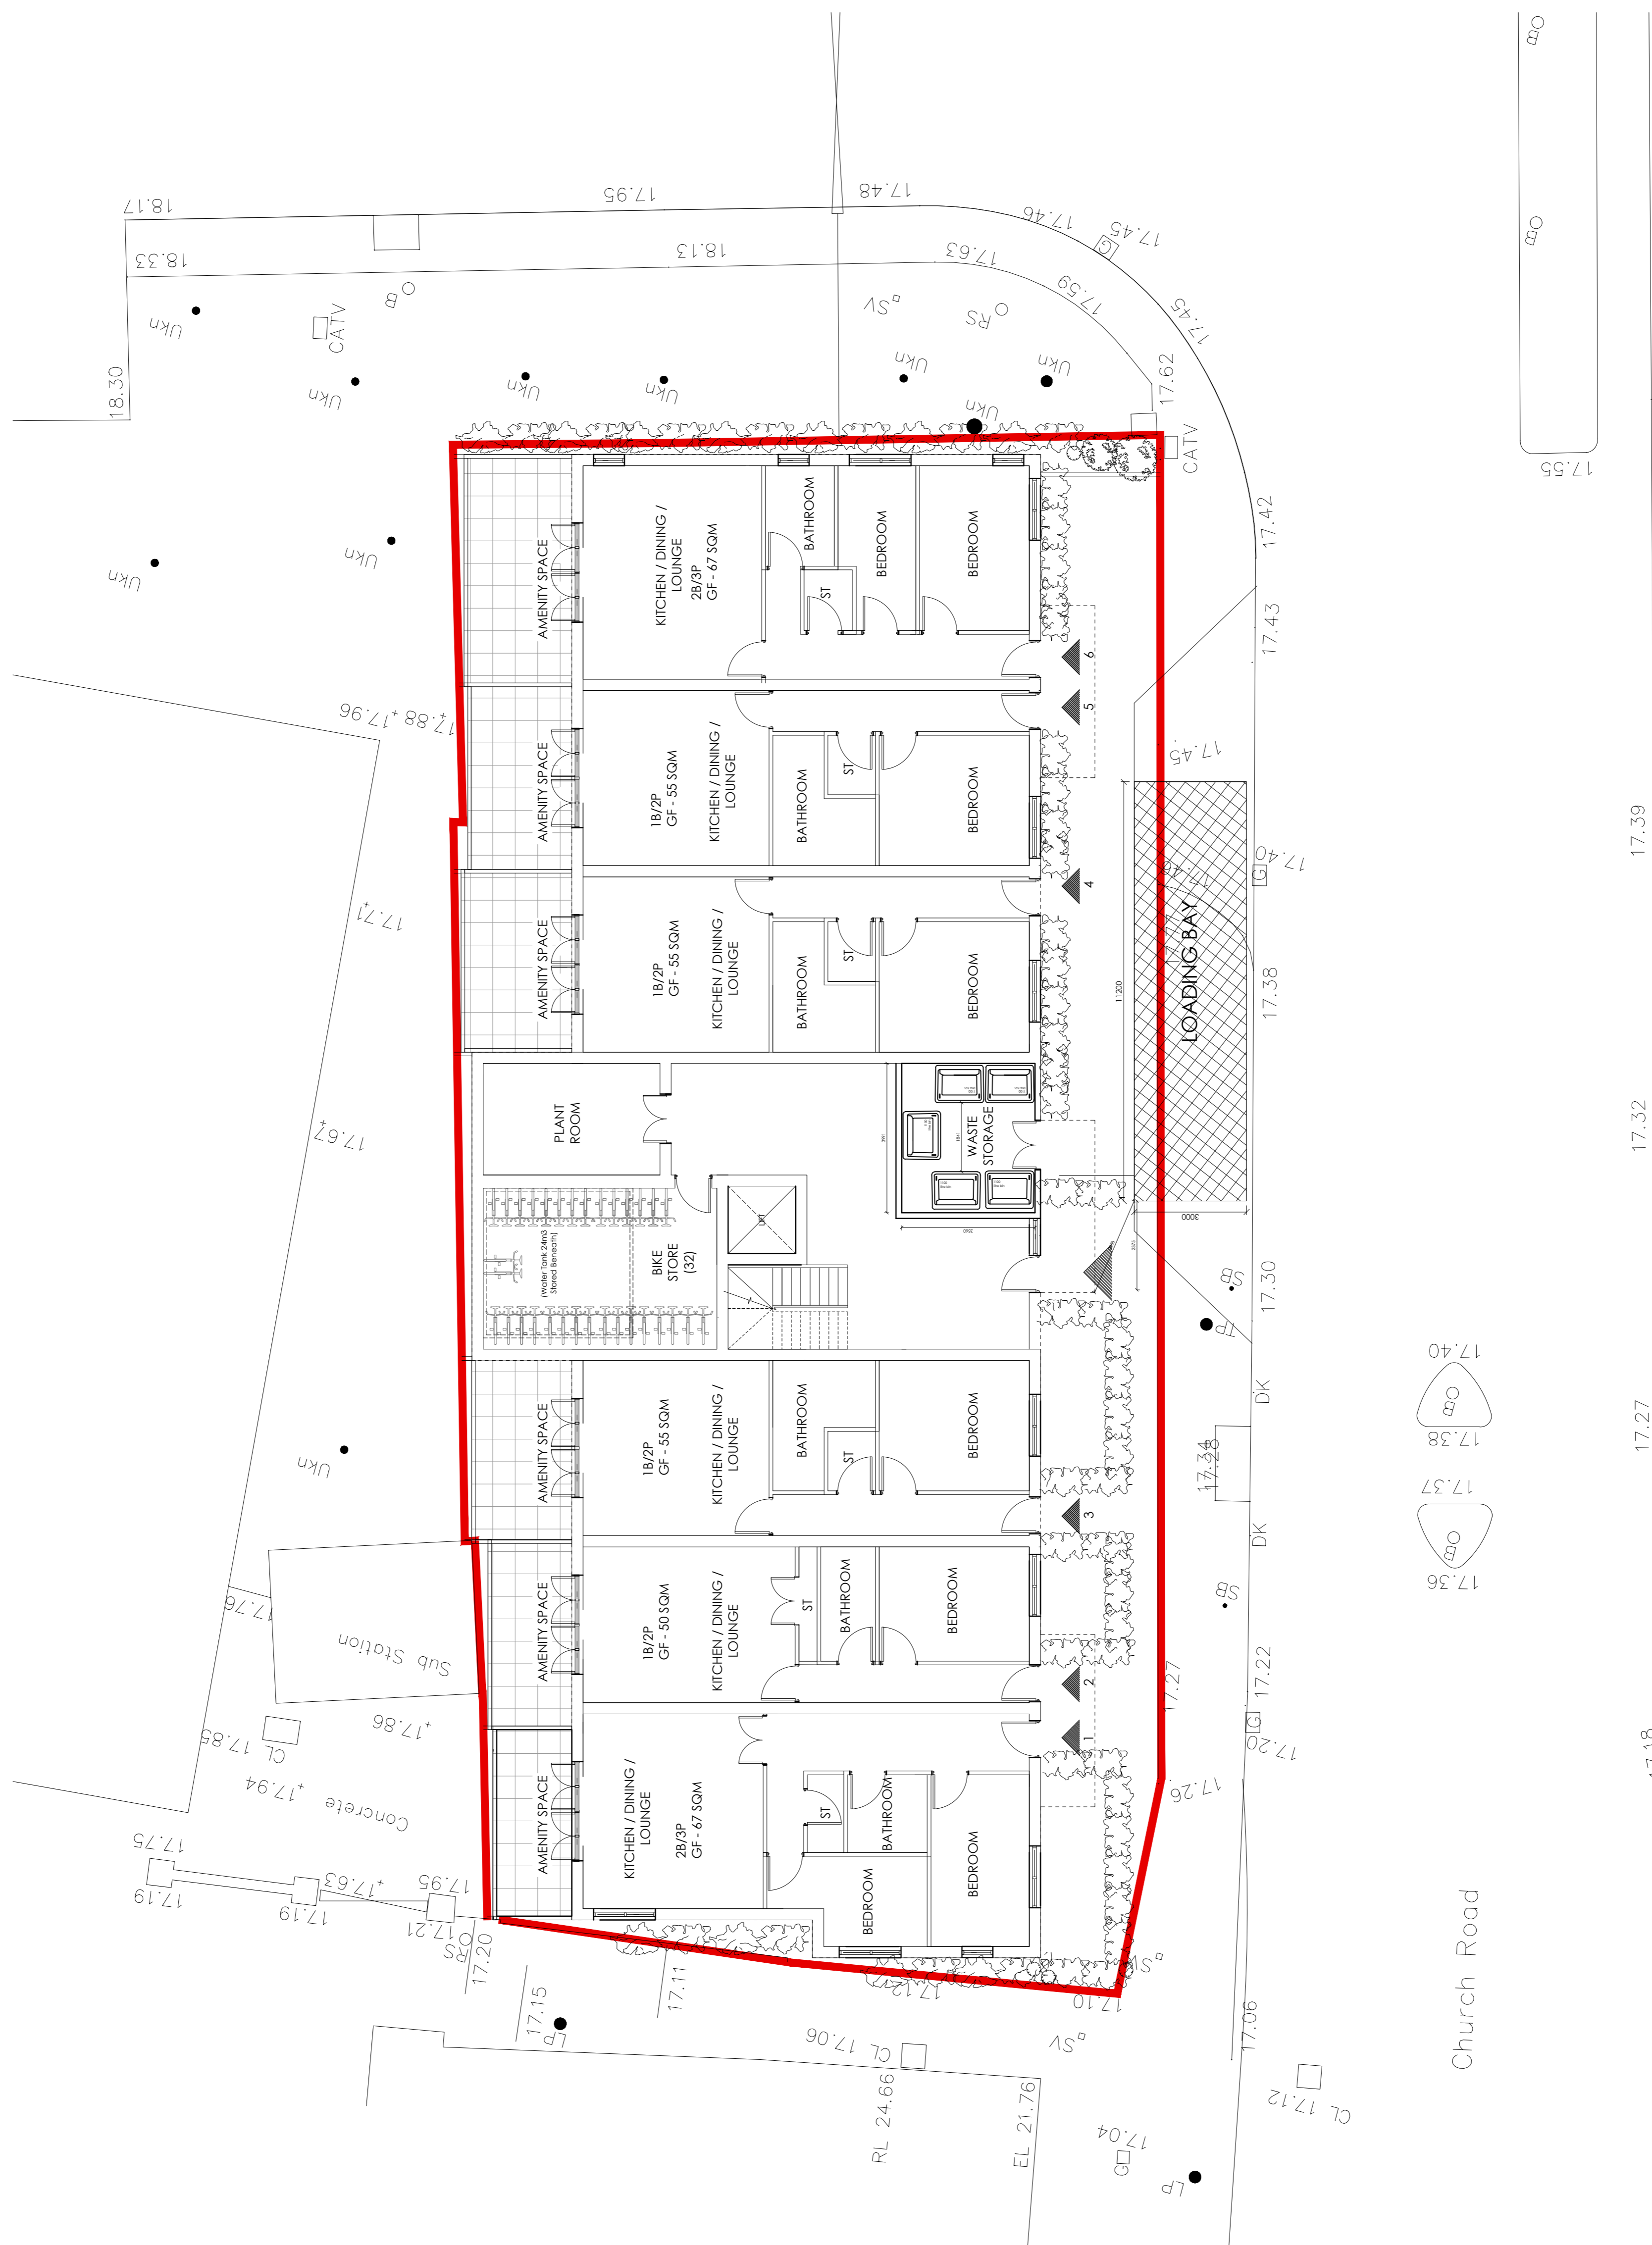 18.17
17.95
17.48
18.33
18.13
17.63
17.46
17.45
17.59
17.45
17.62
18.30
Ukn
CATV
B
SV
RS
Ukn
Ukn
Ukn
Ukn
Ukn
Ukn
CATV
G
OB
OB
17.55
Ukn
Ukn
17.96
17.88
17.71
17.67
17.42
17.43
17.45
17.40
G
17.38
17.39
17.32
17.27
17.18
AMENITY SPACE
KITCHEN / DINING /
LOUNGE
2B/3P
GF - 67 SQM
BATHROOM
ST
BEDROOM
BEDROOM
6
AMENITY SPACE
1B/2P
GF - 55 SQM
KITCHEN / DINING /
LOUNGE
BATHROOM
ST
BEDROOM
5
AMENITY SPACE
1B/2P
GF - 55 SQM
KITCHEN / DINING /
LOUNGE
BATHROOM
ST
BEDROOM
4
11200
LOADING BAY
3000
PLANT
ROOM
WASTE
STORAGE
(Water Tank 24m3
Stored Beneath)
BIKE
STORE
(32)
LIFT
AMENITY SPACE
1B/2P
GF - 55 SQM
KITCHEN / DINING /
LOUNGE
BATHROOM
ST
BEDROOM
3
AMENITY SPACE
1B/2P
GF - 50 SQM
KITCHEN / DINING /
LOUNGE
ST
BATHROOM
BEDROOM
2
AMENITY SPACE
KITCHEN / DINING /
LOUNGE
2B/3P
GF - 67 SQM
ST
BATHROOM
BEDROOM
BEDROOM
1
Ukn
17.76
Sub Station
17.86
CL 17.85
17.94
Concrete
17.75
17.19
17.63
17.19
17.95
17.21
RS
17.20
17.15
LP
17.11
17.12
17.10
SV
SV
CL 17.06
RL 24.66
EL 21.76
17.04
G
LP
CL 17.12
17.06
17.26
17.27
17.20
G
17.22
SB
DK
17.34
17.28
DK
TP
17.30
SB
17.40
OB
17.38
17.37
OB
17.36
Church Road